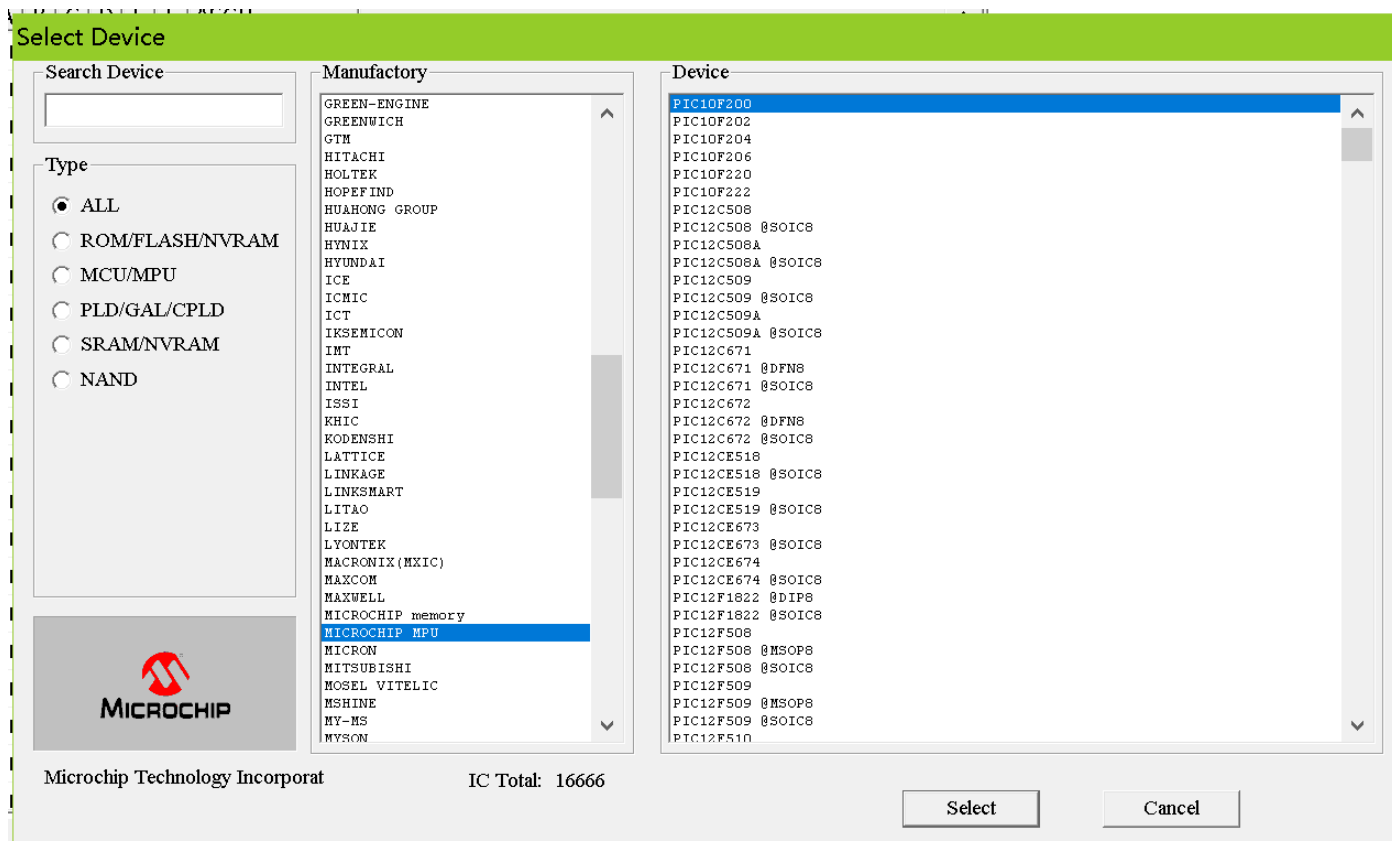 Select Device
Search Device
Type
ALL
ROM/FLASH/NVRAM
MCU/MPU
PLD/GAL/CPLD
SRAM/NVRAM
NAND
MICROCHIP
Microchip Technology Incorporat
Manufactory
GREEN-ENGINE
GREENWICH
GTM
HITACHI
HOLTEK
HOPEFIND
HUAHONG GROUP
HUAJIE
HYNIX
HYUNDAI
ICE
ICMIC
ICT
IKSEMICON
IMT
INTEGRAL
INTEL
ISSI
KHIC
KODENSHI
LATTICE
LINKAGE
LINKSMART
LITAO
LIZE
LYONTEK
MACRONIX(MXIC)
MAXCOM
MAXWELL
MICROCHIP memory
MICROCHIP MPU
MICRON
MITSUBISHI
MOSEL VITELIC
MSHINE
MY-MS
MYSON
IC Total: 16666
Device
PIC10F200
PIC10F202
PIC10F204
PIC10F206
PIC10F220
PIC10F222
PIC12C508
PIC12C508 @SOIC8
PIC12C508A
PIC12C508A @SOIC8
PIC12C509
PIC12C509 @SOIC8
PIC12C509A
PIC12C509A @SOIC8
PIC12C671
PIC12C671 @DFN8
PIC12C671 @SOIC8
PIC12C672
PIC12C672 @DFN8
PIC12C672 @SOIC8
PIC12CE518
PIC12CE518 @SOIC8
PIC12CE519
PIC12CE519 @SOIC8
PIC12CE673
PIC12CE673 @SOIC8
PIC12CE674
PIC12CE674 @SOIC8
PIC12F1822 @DIP8
PIC12F1822 @SOIC8
PIC12F508
PIC12F508 @MSOP8
PIC12F508 @SOIC8
PIC12F509
PIC12F509 @MSOP8
PIC12F509 @SOIC8
PIC12F510
Select
Cancel